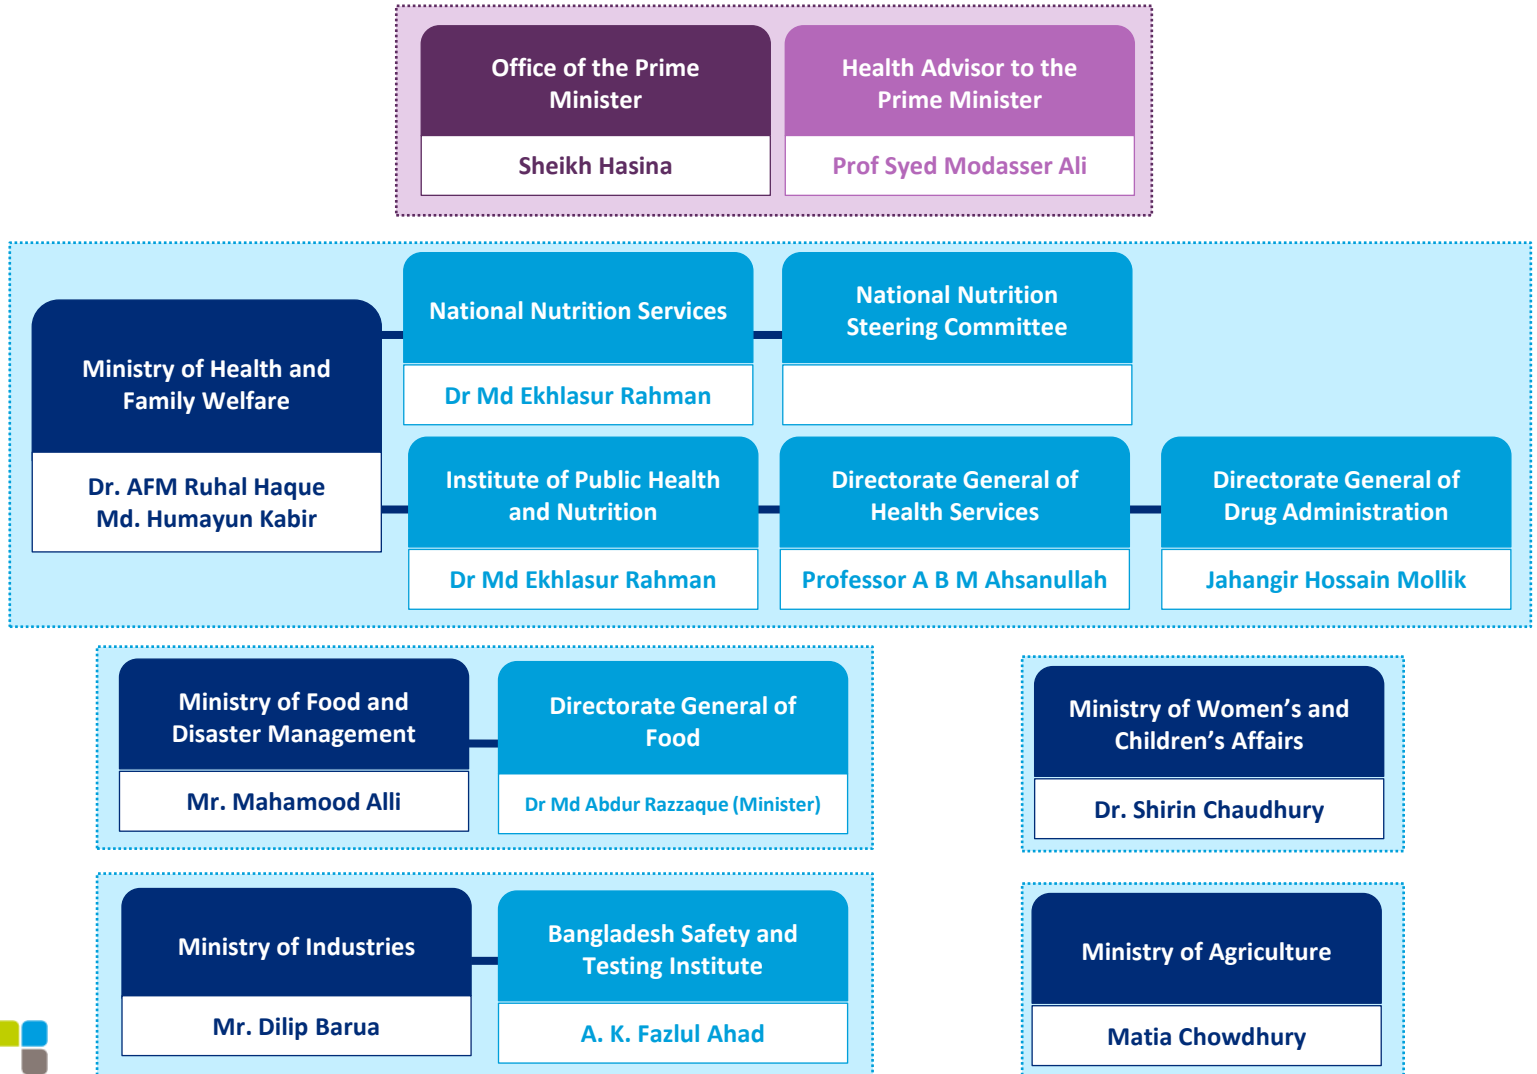 Office of the Prime
Minister
Sheikh Hasina
Health Advisor to the
Prime Minister
Prof Syed Modasser Ali
Ministry of Health and
Family Welfare
Dr. AFM Ruhal Haque
Md. Humayun Kabir
National Nutrition Services
Dr Md Ekhlasur Rahman
National Nutrition
Steering Committee
Institute of Public Health
and Nutrition
Dr Md Ekhlasur Rahman
Directorate General of
Health Services
Professor A B M Ahsanullah
Directorate General of
Drug Administration
Jahangir Hossain Mollik
Ministry of Food and
Disaster Management
Mr. Mahamood Alli
Directorate General of
Food
Dr Md Abdur Razzaque (Minister)
Ministry of Women’s and
Children’s Affairs
Dr. Shirin Chaudhury
Ministry of Industries
Mr. Dilip Barua
Bangladesh Safety and
Testing Institute
A. K. Fazlul Ahad
Ministry of Agriculture
Matia Chowdhury